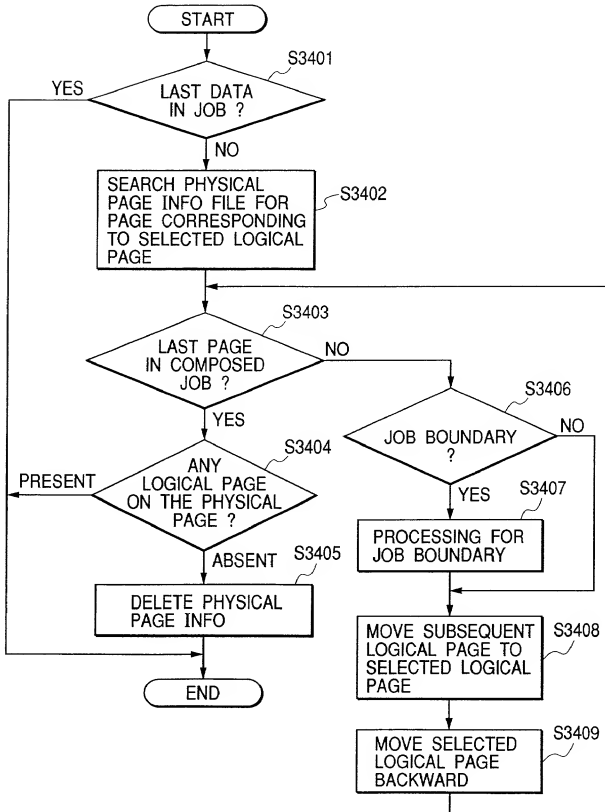 START
S3401
YES
LAST DATA
IN JOB ?
NO
SEARCH PHYSICAL
PAGE INFO FILE FOR
PAGE CORRESPONDING
TO SELECTED LOGICAL
PAGE
S3402
S3403
LAST PAGE
IN COMPOSED
JOB ?
NO
YES
S3404
ANY
LOGICAL PAGE
ON THE PHYSICAL
PAGE ?
PRESENT
ABSENT
S3405
DELETE PHYSICAL
PAGE INFO
END
S3406
JOB BOUNDARY
?
NO
YES
S3407
PROCESSING FOR
JOB BOUNDARY
MOVE SUBSEQUENT
LOGICAL PAGE TO
SELECTED LOGICAL
PAGE
S3408
S3409
MOVE SELECTED
LOGICAL PAGE
BACKWARD